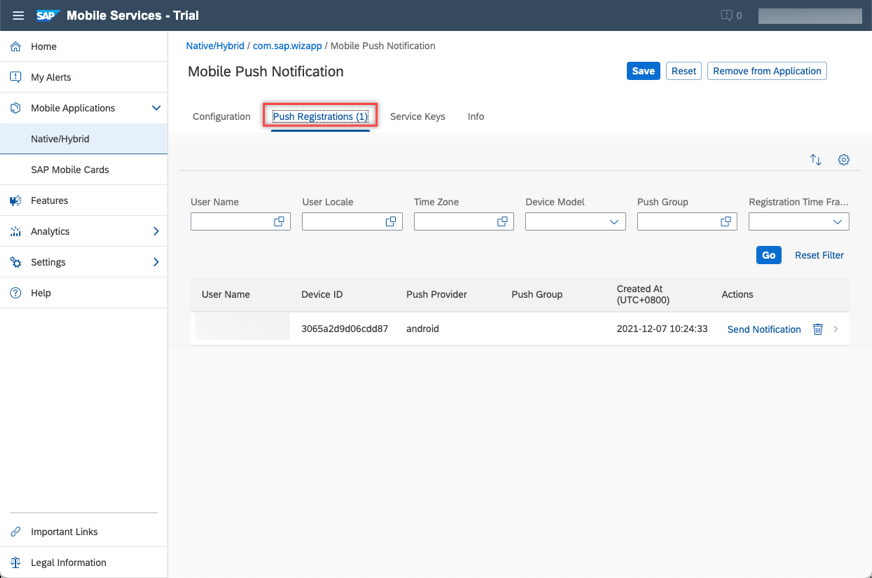 SAP Mobile Services - Trial
0
Home
My Alerts
Mobile Applications
Native/Hybrid
SAP Mobile Cards
Features
Analytics
Settings
Help
Important Links
Legal Information
Native/Hybrid / com.sap.wizapp / Mobile Push Notification
Mobile Push Notification
Save
Reset
Remove from Application
Configuration
Push Registrations (1)
Service Keys
Info
User Name
User Locale
Time Zone
Device Model
Push Group
Registration Time Fra...
Go
Reset Filter
User Name
Device ID
Push Provider
Push Group
Created At
(UTC+0800)
Actions
3065a2d9d06cdd87
android
2021-12-07 10:24:33
Send Notification